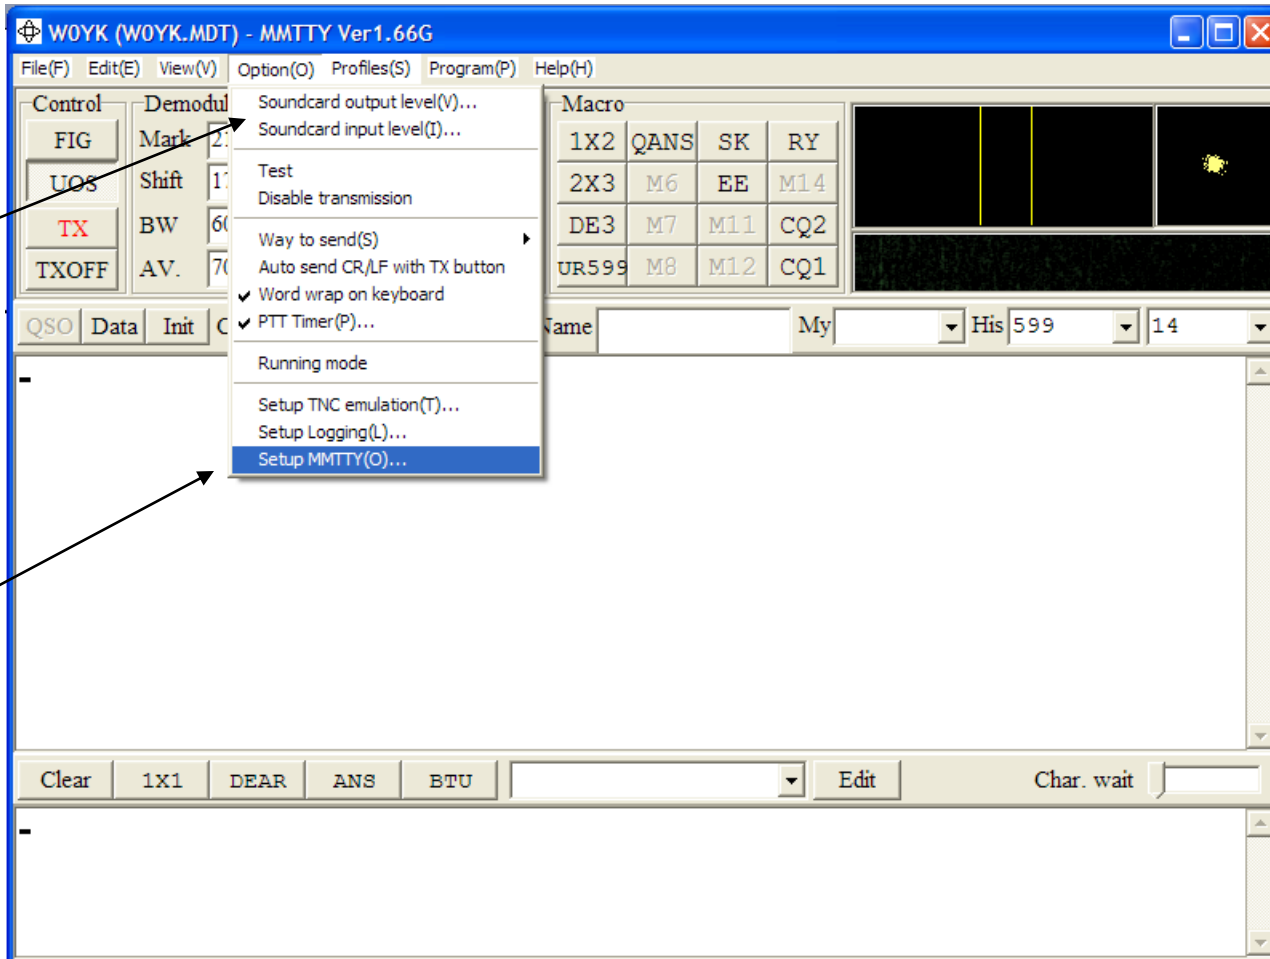 W0YK (W0YK.MDT) - MMTTY Ver1.66G
File(F) Edit(E) View(V) Option(O) Profiles(S) Program(P) Help(H)
Control
FIG
UOS
TX
TXOFF
Mark
Shift
BW
AV.
Soundcard output level(V)...
Soundcard input level(I)...
Test
Disable transmission
Way to send(S)
Auto send CR/LF with TX button
Word wrap on keyboard
PTT Timer(P)...
Running mode
Setup TNC emulation(T)...
Setup Logging(L)...
Setup MMTTY(O)...
Macro
1X2 QANS SK RY
2X3 M6 EE M14
DE3 M7 M11 CQ2
UR599 M8 M12 CQ1
QSO Data Init Name My His 599 14
Clear 1X1 DEAR ANS BTU Edit Char. wait